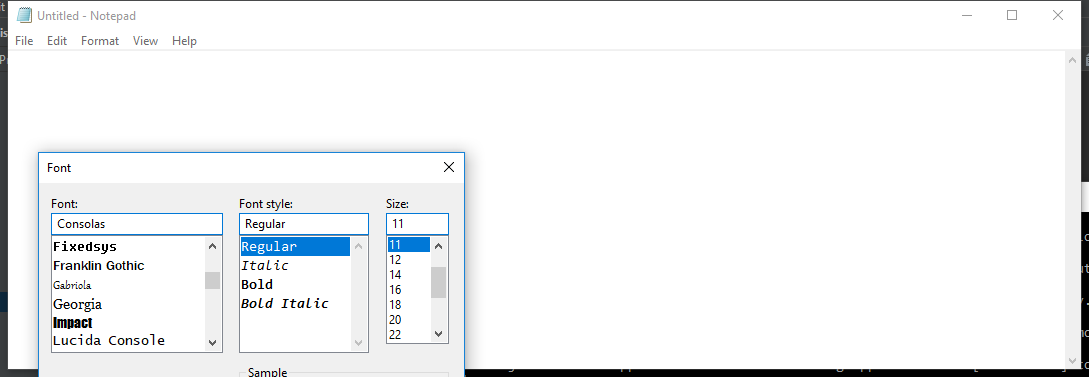 Untitled - Notepad
File Edit Format View Help
Font
Font: Font style: Size:
Consolas Regular 11
Fixedsys Regular 11
Franklin Gothic Italic 12
Gabriola Bold 14
Georgia Bold Italic 16
Impact 18
Lucida Console 20
22
Sample